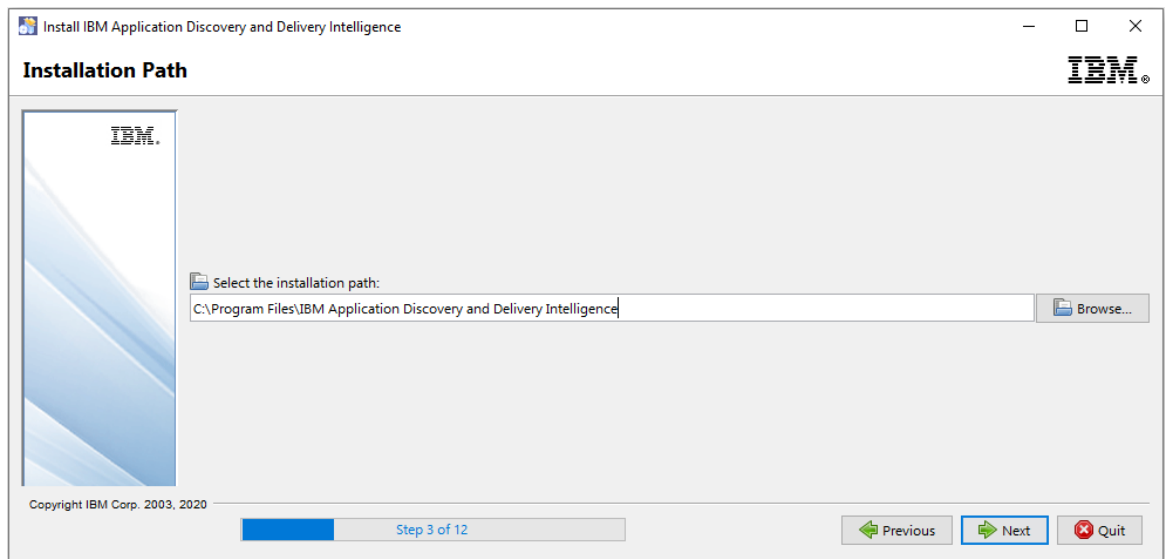 Install IBM Application Discovery and Delivery Intelligence
Installation Path
IBM®
IBM.
Select the installation path:
C:\Program Files\IBM Application Discovery and Delivery Intelligence
Browse...
Copyright IBM Corp. 2003, 2020
Step 3 of 12
Previous
Next
Quit